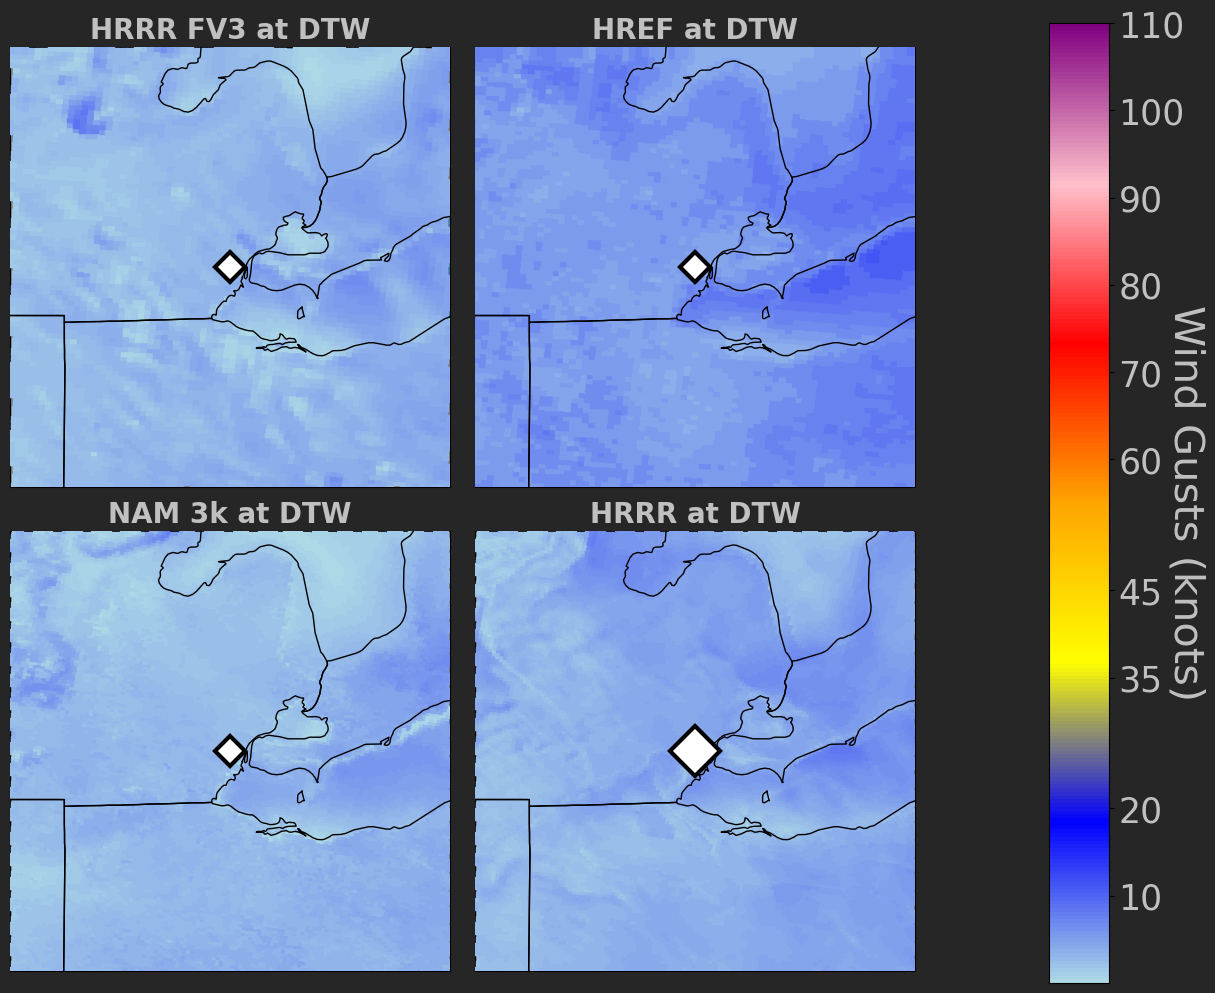 HRRR FV3 at DTW
HREF at DTW
NAM 3k at DTW
HRRR at DTW
110
100
90
80
70
60
45
35
20
10
Wind Gusts (knots)